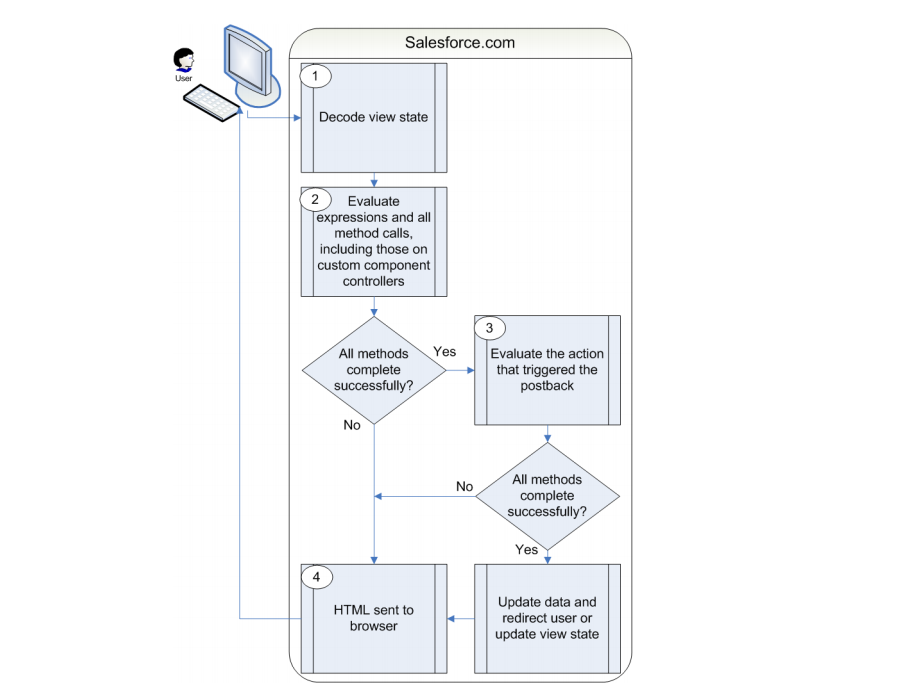 Salesforce.com
User
1
Decode view state
2
Evaluate
expressions and all
method calls,
including those on
custom component
controllers
All methods
complete
successfully?
Yes
No
3
Evaluate the action
that triggered the
postback
All methods
complete
successfully?
No
Yes
4
HTML sent to
browser
Update data and
redirect user or
update view state